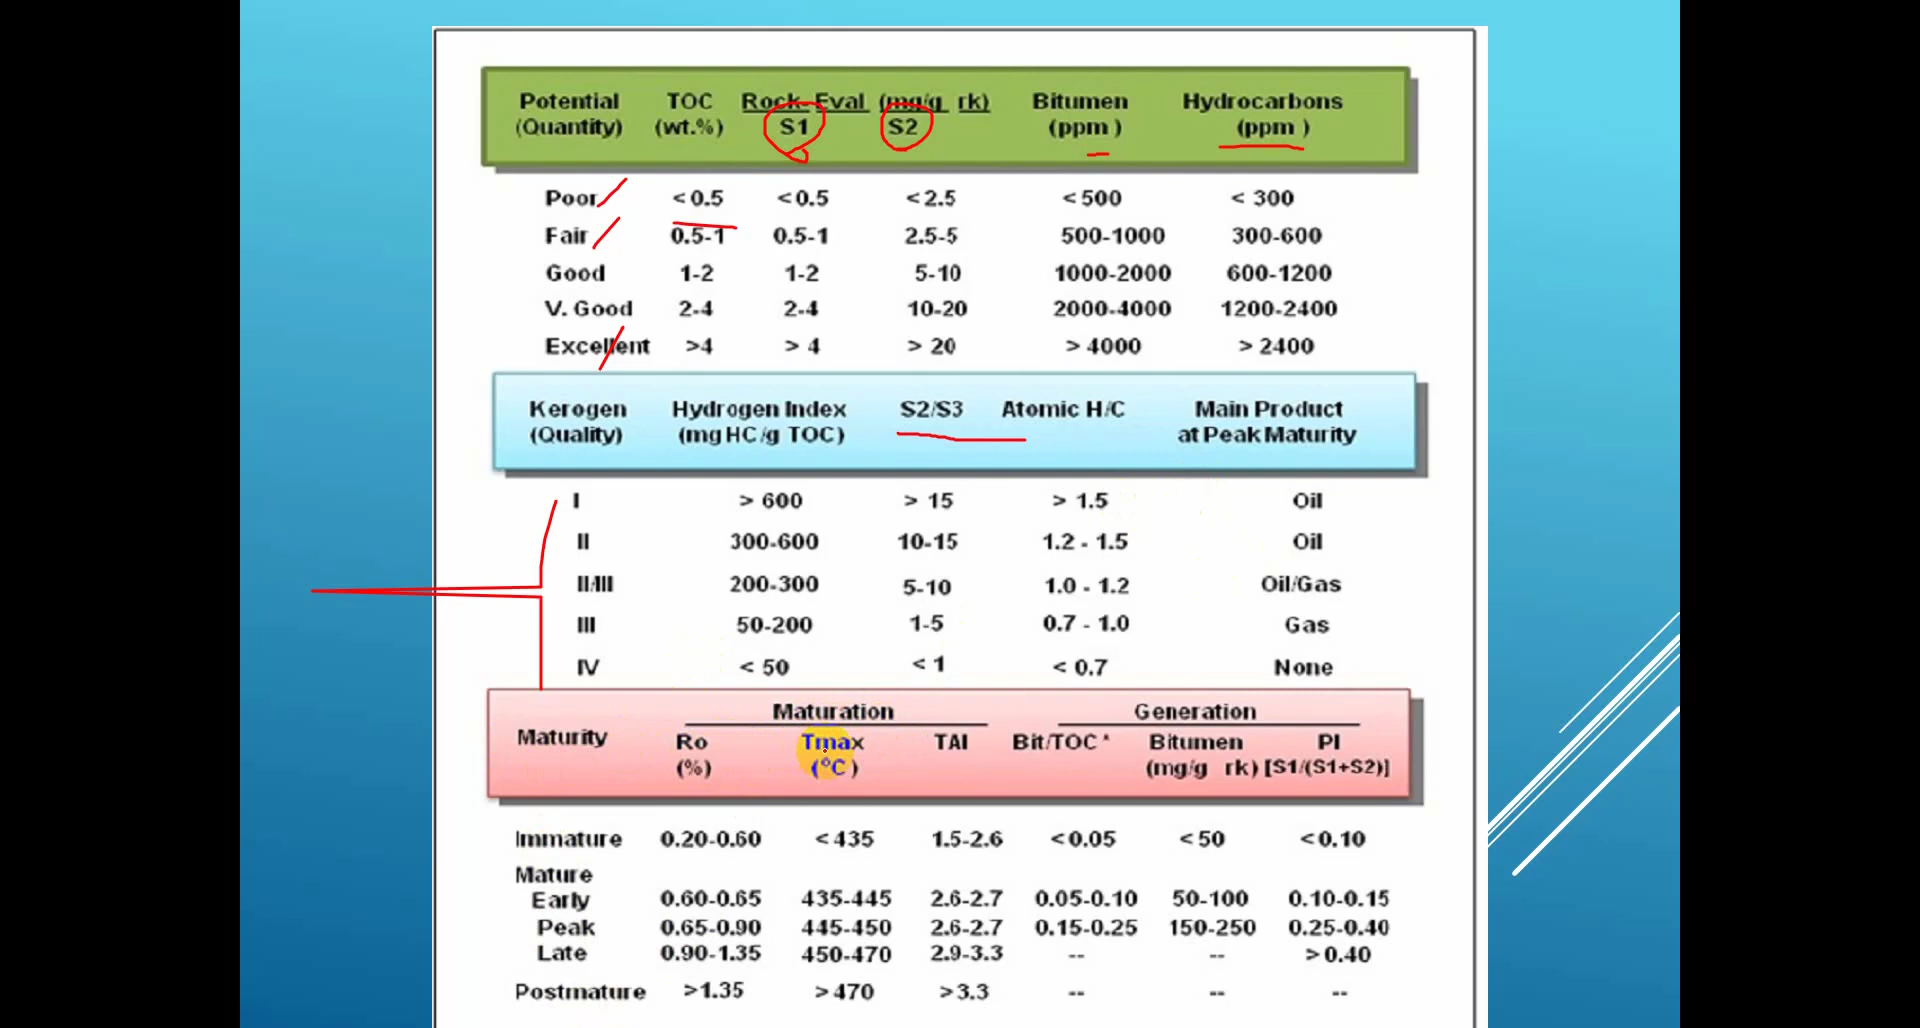 Potential TOC Rock-Eval (mg/g rk) Bitumen Hydrocarbons
(Quantity) (wt.%) S1 S2 (ppm ) (ppm )
Poor < 0.5 < 0.5 < 2.5 < 500 < 300
Fair 0.5-1 0.5-1 2.5-5 500-1000 300-600
Good 1-2 1-2 5-10 1000-2000 600-1200
V. Good 2-4 2-4 10-20 2000-4000 1200-2400
Excellent >4 > 4 > 20 > 4000 > 2400
Kerogen Hydrogen Index S2/S3 Atomic H/C Main Product
(Quality) (mg HC/g TOC) at Peak Maturity
I > 600 > 15 > 1.5 Oil
II 300-600 10-15 1.2 - 1.5 Oil
II/III 200-300 5-10 1.0 - 1.2 Oil/Gas
III 50-200 1-5 0.7 - 1.0 Gas
IV < 50 < 1 < 0.7 None
Maturation Generation
Maturity Ro Tmax TAI Bit/TOC * Bitumen PI
(%) (°C ) (mg/g rk) [S1/(S1+S2)]
Immature 0.20-0.60 < 435 1.5-2.6 < 0.05 < 50 < 0.10
Mature
Early 0.60-0.65 435-445 2.6-2.7 0.05-0.10 50-100 0.10-0.15
Peak 0.65-0.90 445-450 2.6-2.7 0.15-0.25 150-250 0.25-0.40
Late 0.90-1.35 450-470 2.9-3.3 -- -- > 0.40
Postmature >1.35 > 470 >3.3 -- -- --